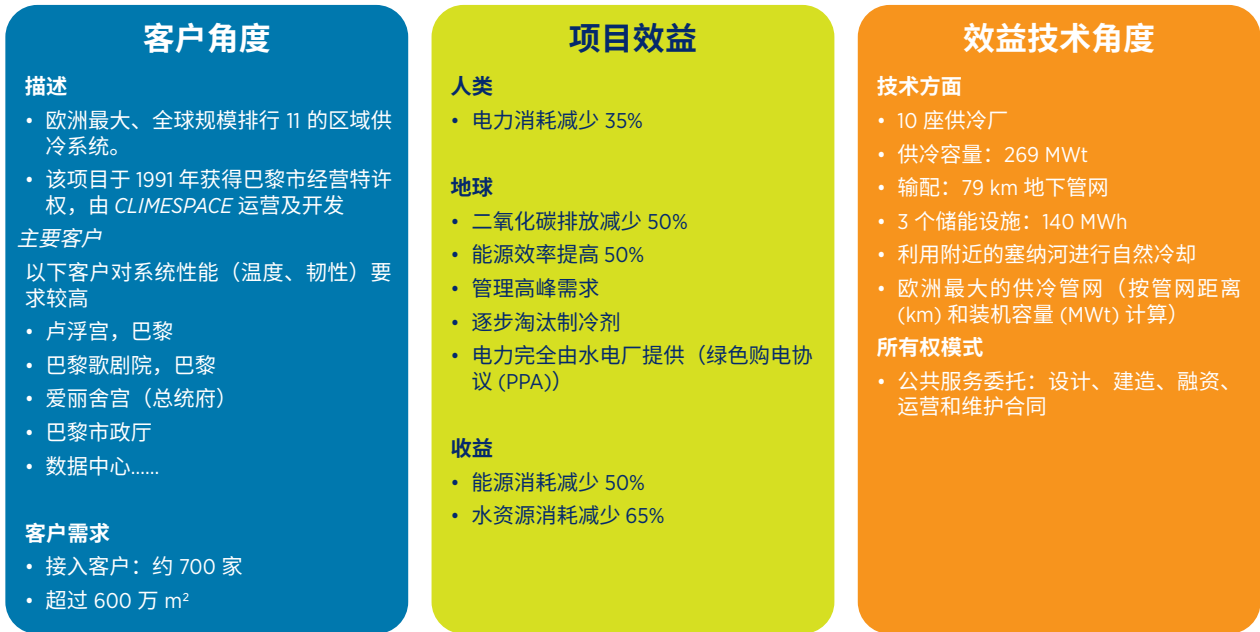 客户角度
描述
• 欧洲最大、全球规模排行 11 的区域供
冷系统。
• 该项目于 1991 年获得巴黎市经营特许
权，由 CLIMESPACE 运营及开发
主要客户
以下客户对系统性能（温度、韧性）要
求较高
• 卢浮宫，巴黎
• 巴黎歌剧院，巴黎
• 爱丽舍宫（总统府）
• 巴黎市政厅
• 数据中心......
客户需求
• 接入客户：约 700 家
• 超过 600 万 m²
项目效益
人类
• 电力消耗减少 35%
地球
• 二氧化碳排放减少 50%
• 能源效率提高 50%
• 管理高峰需求
• 逐步淘汰制冷剂
• 电力完全由水电厂提供（绿色购电协
议 (PPA)）
收益
• 能源消耗减少 50%
• 水资源消耗减少 65%
效益技术角度
技术方面
• 10 座供冷厂
• 供冷容量：269 MWt
• 输配：79 km 地下管网
• 3 个储能设施：140 MWh
• 利用附近的塞纳河进行自然冷却
• 欧洲最大的供冷管网（按管网距离
(km) 和装机容量 (MWt) 计算）
所有权模式
• 公共服务委托：设计、建造、融资、
运营和维护合同